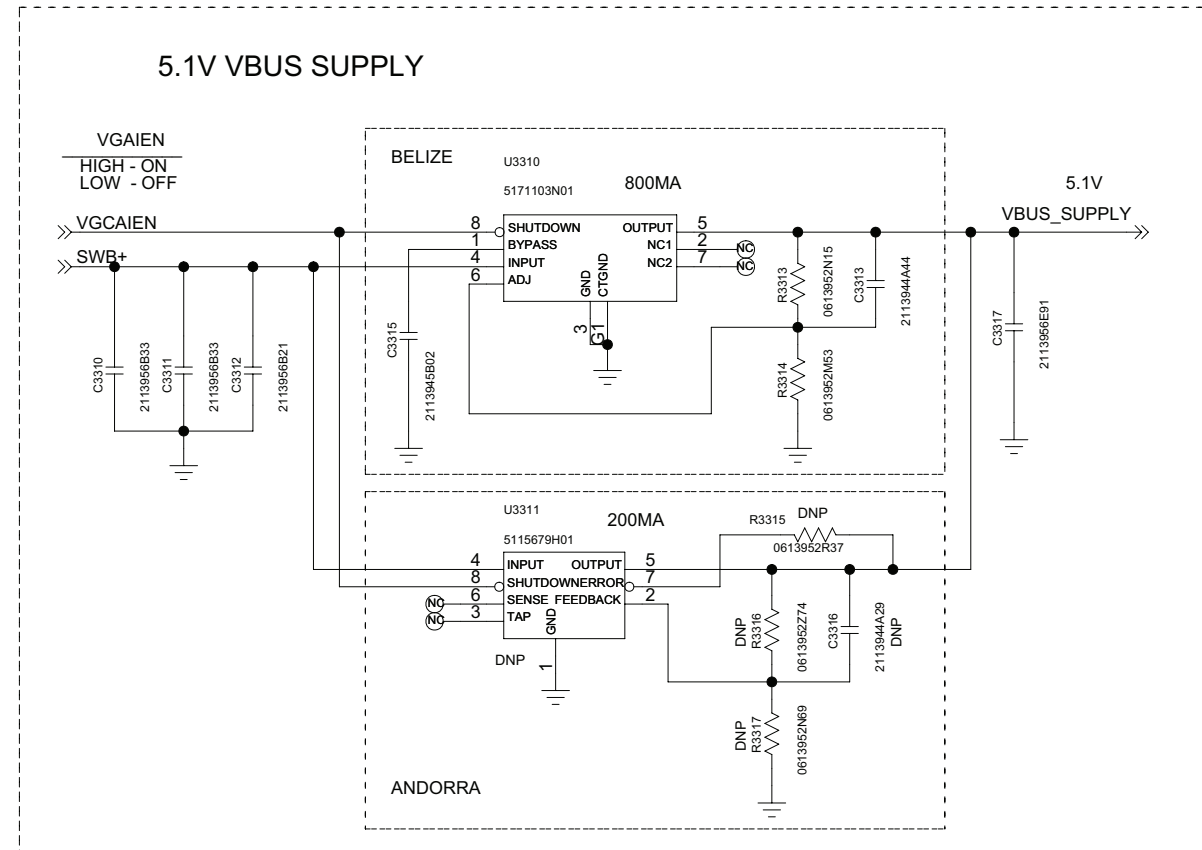 5.1V VBUS SUPPLY
VGAIEN
HIGH - ON
LOW - OFF
VGCAIEN
SWB+
C3310
2113956B33
C3311
2113956B33
C3312
2113956B21
BELIZE
U3310
5171103N01
800MA
8 SHUTDOWN OUTPUT 5
1 BYPASS NC1 2 NC
4 INPUT NC2 7 NC
6 ADJ
GND
CTGND
3
G1
C3315
2113945B02
R3313
0613952N15
C3313
2113944A44
R3314
0613952M53
5.1V
VBUS_SUPPLY
C3317
2113956E91
U3311
5115679H01
200MA
R3315 DNP
0613952R37
4 INPUT OUTPUT 5
8 SHUTDOWNERROR 7
NC 6 SENSE FEEDBACK 2
NC 3 TAP
GND
DNP
1
DNP
R3316
0613952Z74
C3316
2113944A29
DNP
DNP
R3317
0613952N69
ANDORRA